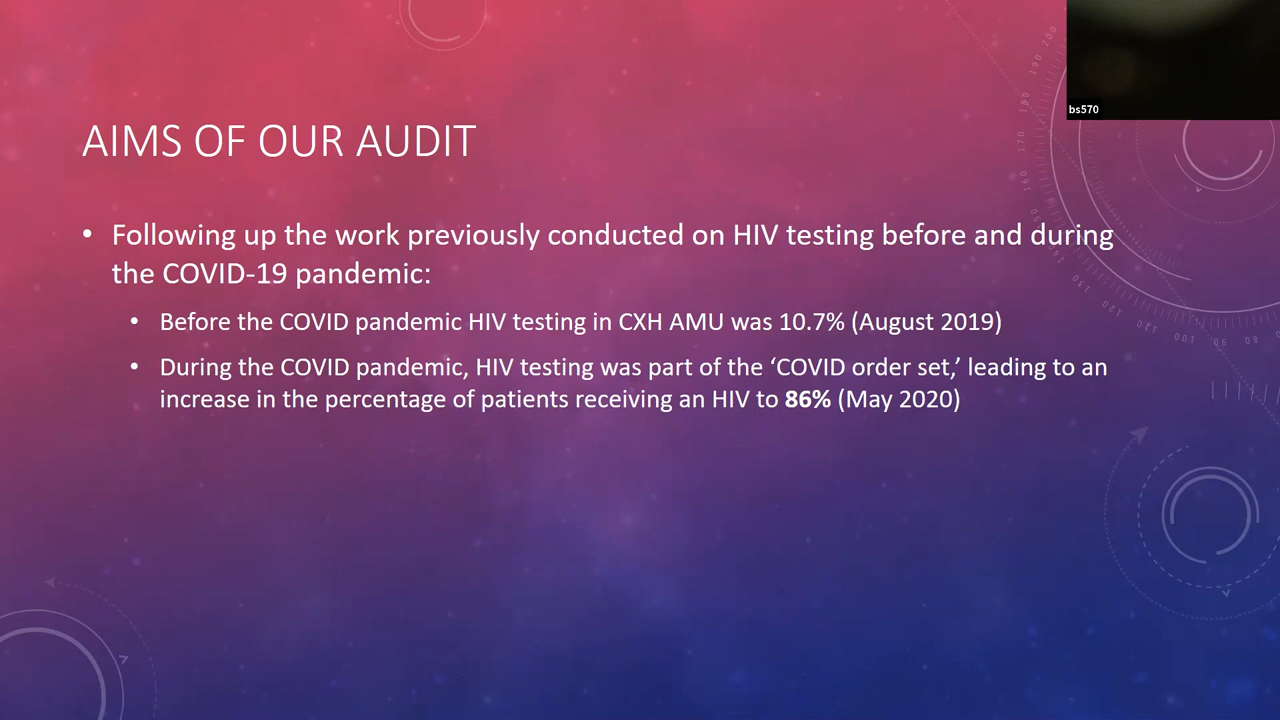 bs570
AIMS OF OUR AUDIT
• Following up the work previously conducted on HIV testing before and during
the COVID-19 pandemic:
• Before the COVID pandemic HIV testing in CXH AMU was 10.7% (August 2019)
• During the COVID pandemic, HIV testing was part of the ‘COVID order set,’ leading to an
increase in the percentage of patients receiving an HIV to 86% (May 2020)